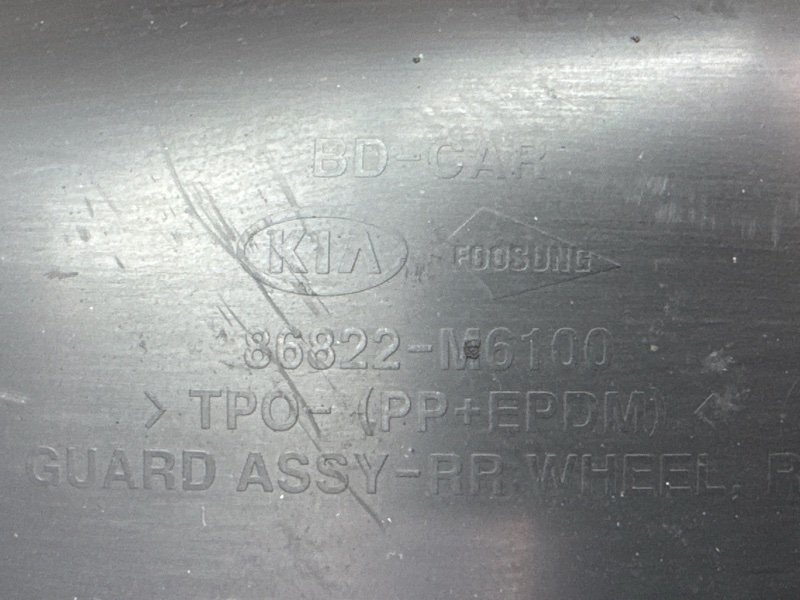 BD-CAR
KIA FOOSUNG
86822-M6100
> TPO- (PP+EPDM) <
GUARD ASSY-RR WHEEL,